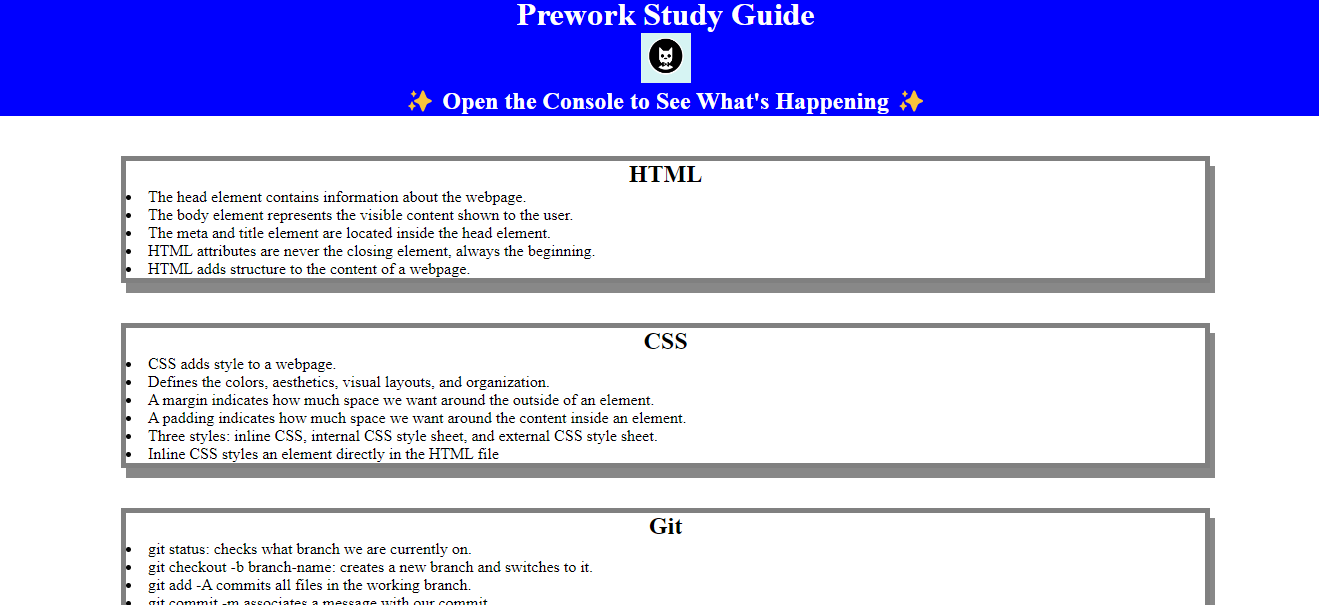 Prework Study Guide
✨ Open the Console to See What's Happening ✨
HTML
The head element contains information about the webpage.
The body element represents the visible content shown to the user.
The meta and title element are located inside the head element.
HTML attributes are never the closing element, always the beginning.
HTML adds structure to the content of a webpage.
CSS
CSS adds style to a webpage.
Defines the colors, aesthetics, visual layouts, and organization.
A margin indicates how much space we want around the outside of an element.
A padding indicates how much space we want around the content inside an element.
Three styles: inline CSS, internal CSS style sheet, and external CSS style sheet.
Inline CSS styles an element directly in the HTML file
Git
git status: checks what branch we are currently on.
git checkout -b branch-name: creates a new branch and switches to it.
git add -A commits all files in the working branch.
git commit -m associates a message with our commit